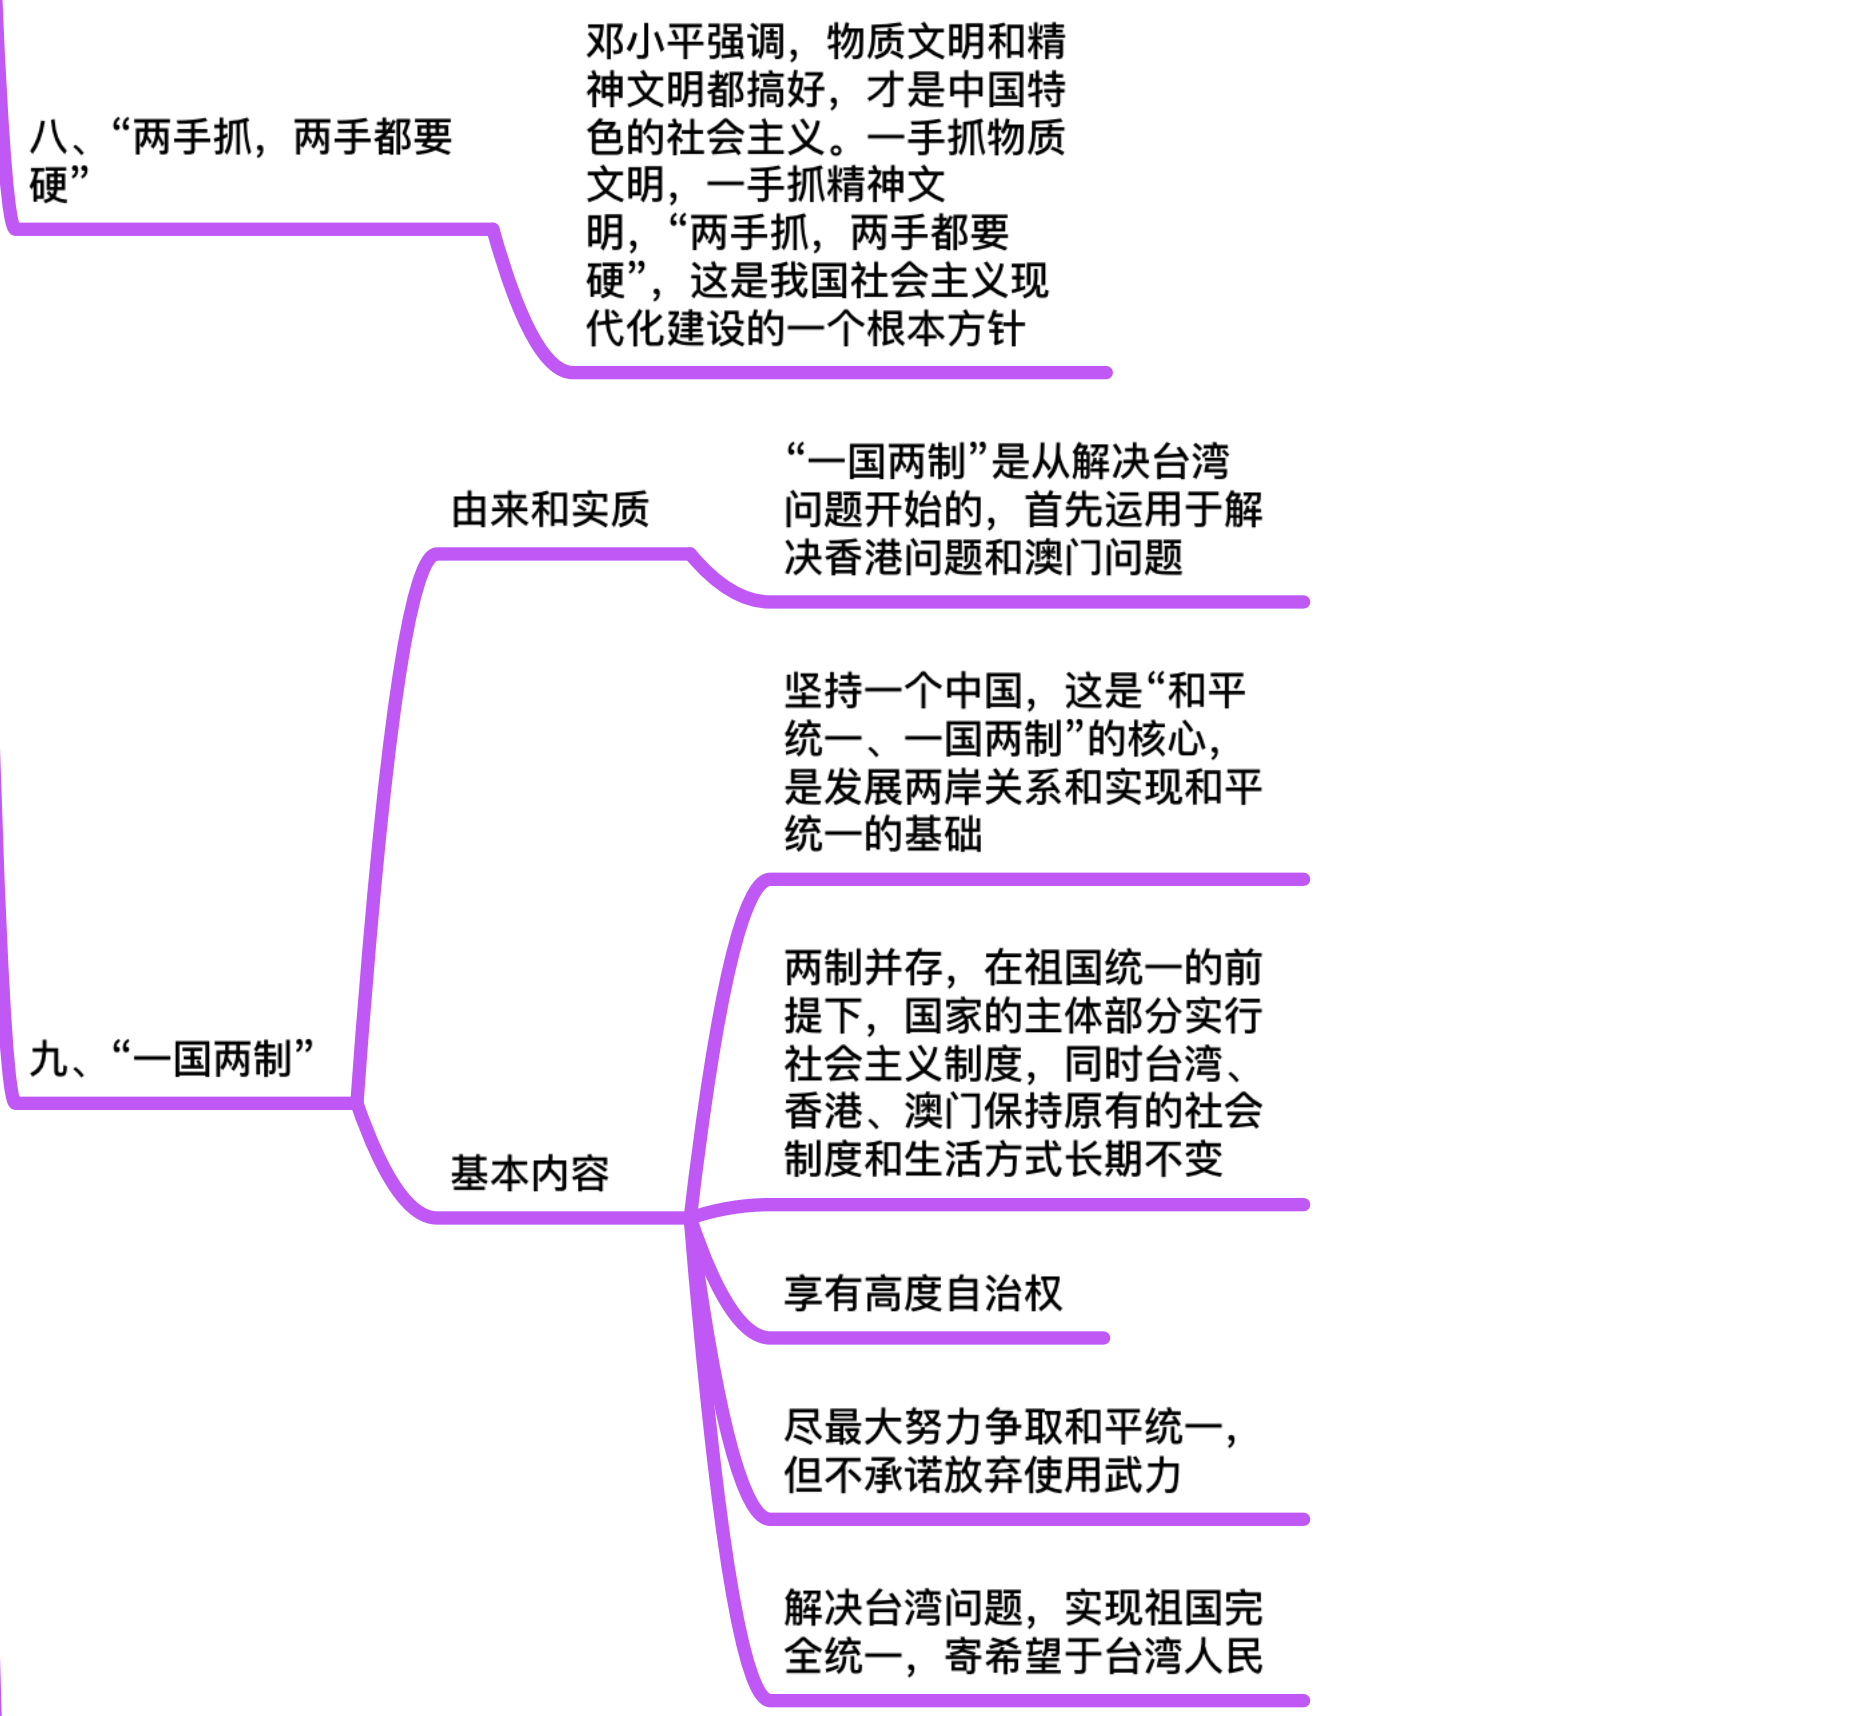 八、“两手抓，两手都要
硬”
邓小平强调，物质文明和精
神文明都搞好，才是中国特
色的社会主义。一手抓物质
文明，一手抓精神文
明，“两手抓，两手都要
硬”，这是我国社会主义现
代化建设的一个根本方针
九、“一国两制”
由来和实质
“一国两制”是从解决台湾
问题开始的，首先运用于解
决香港问题和澳门问题
基本内容
坚持一个中国，这是“和平
统一、一国两制”的核心，
是发展两岸关系和实现和平
统一的基础
两制并存，在祖国统一的前
提下，国家的主体部分实行
社会主义制度，同时台湾、
香港、澳门保持原有的社会
制度和生活方式长期不变
享有高度自治权
尽最大努力争取和平统一，
但不承诺放弃使用武力
解决台湾问题，实现祖国完
全统一，寄希望于台湾人民